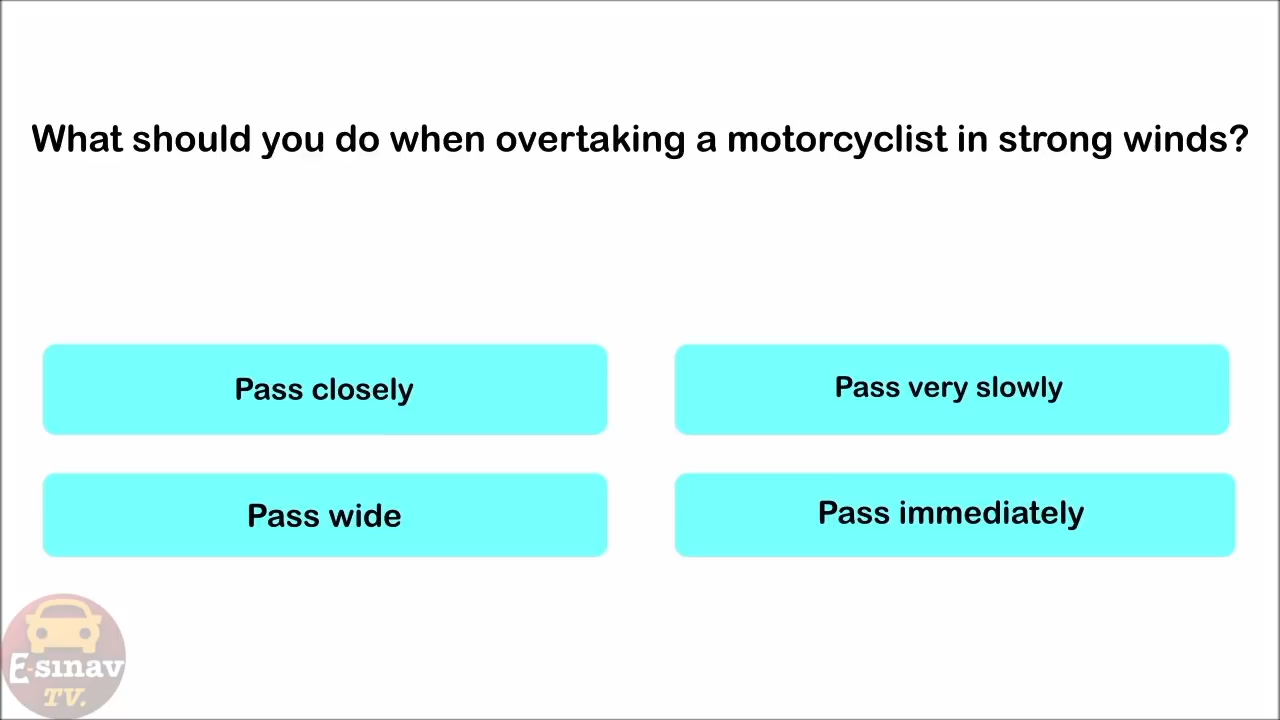 What should you do when overtaking a motorcyclist in strong winds?
Pass closely
Pass very slowly
Pass wide
Pass immediately
E-sınav
TV.